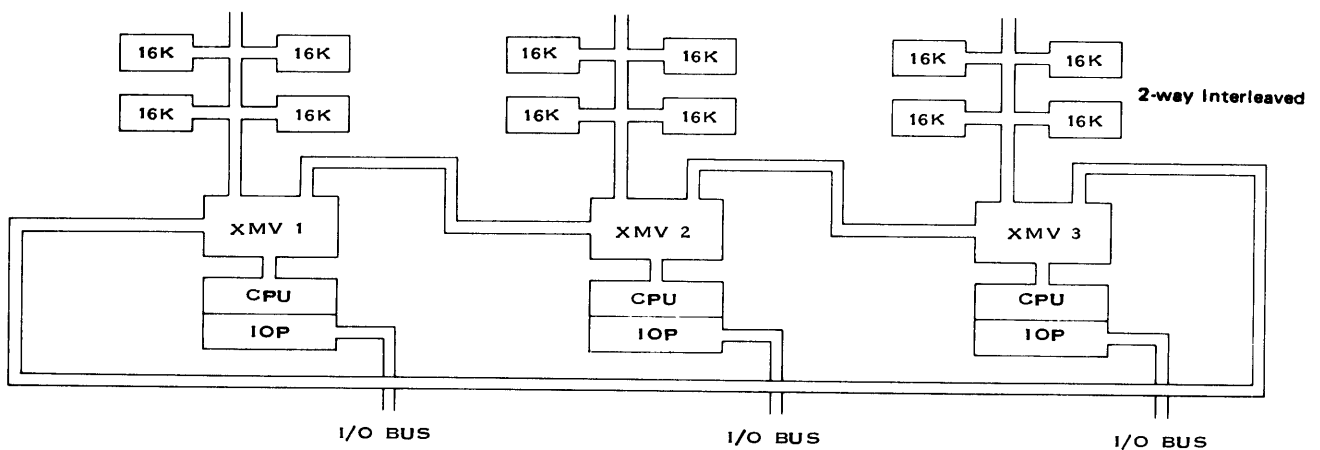 16K 16K 16K 16K 16K 16K
16K 16K 16K 16K 16K 16K
2-way Interleaved
XMV 1 XMV 2 XMV 3
CPU CPU CPU
IOP IOP IOP
I/O BUS I/O BUS I/O BUS